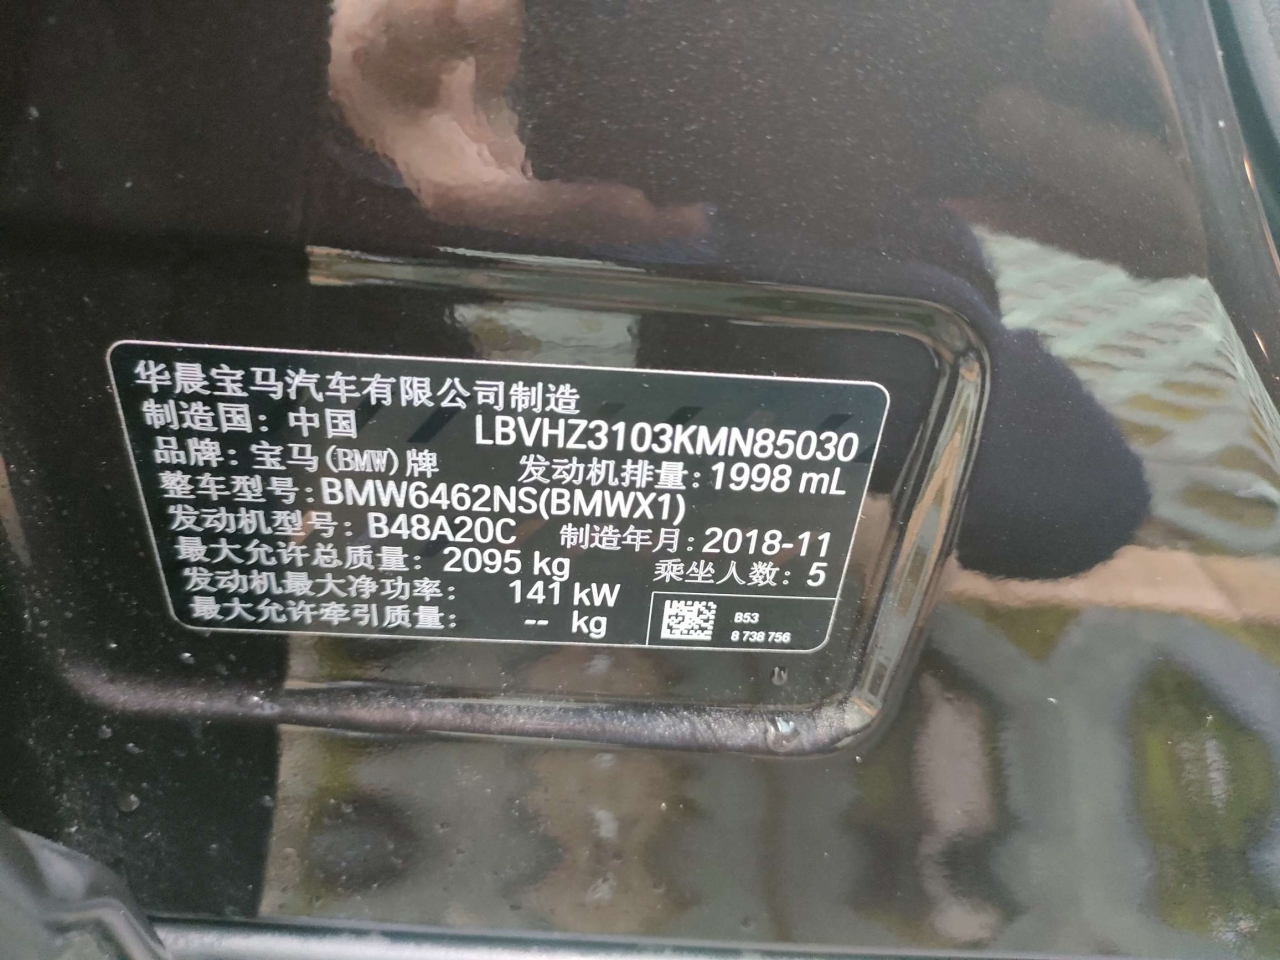 华晨宝马汽车有限公司制造
制造国: 中国 LBVHZ3103KMN85030
品牌: 宝马(BMW)牌 发动机排量: 1998 mL
整车型号: BMW6462NS(BMWX1)
发动机型号: B48A20C 制造年月: 2018-11
最大允许总质量: 2095 kg 乘坐人数: 5
发动机最大净功率: 141 kW
最大允许牵引质量: -- kg
B53
8 738 756